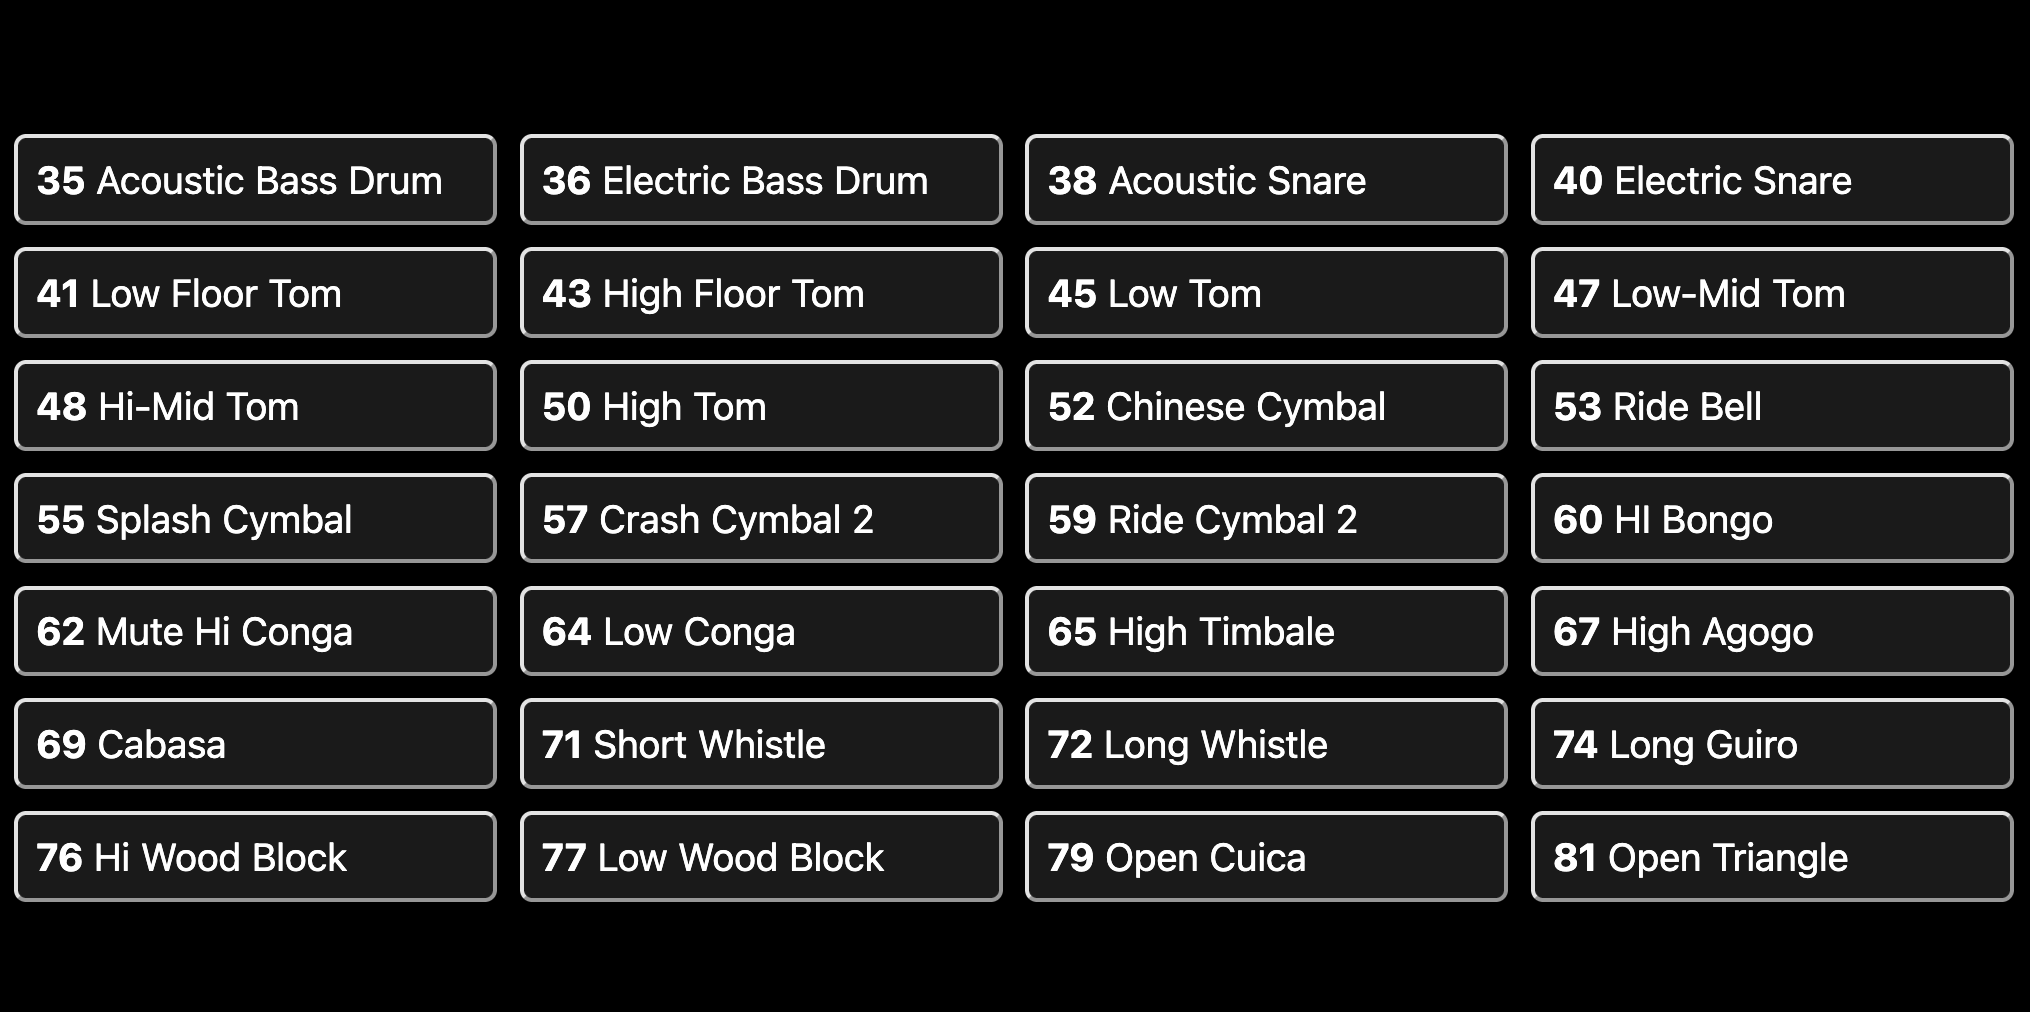 35 Acoustic Bass Drum
36 Electric Bass Drum
38 Acoustic Snare
40 Electric Snare
41 Low Floor Tom
43 High Floor Tom
45 Low Tom
47 Low-Mid Tom
48 Hi-Mid Tom
50 High Tom
52 Chinese Cymbal
53 Ride Bell
55 Splash Cymbal
57 Crash Cymbal 2
59 Ride Cymbal 2
60 HI Bongo
62 Mute Hi Conga
64 Low Conga
65 High Timbale
67 High Agogo
69 Cabasa
71 Short Whistle
72 Long Whistle
74 Long Guiro
76 Hi Wood Block
77 Low Wood Block
79 Open Cuica
81 Open Triangle